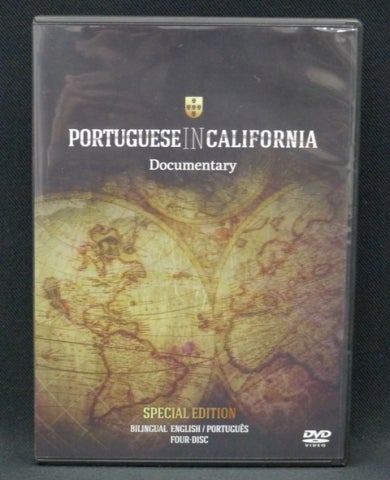 PORTUGUESE IN CALIFORNIA
Documentary
SPECIAL EDITION
BILINGUAL ENGLISH / PORTUGUÊS
FOUR-DISC
DVD
VIDEO